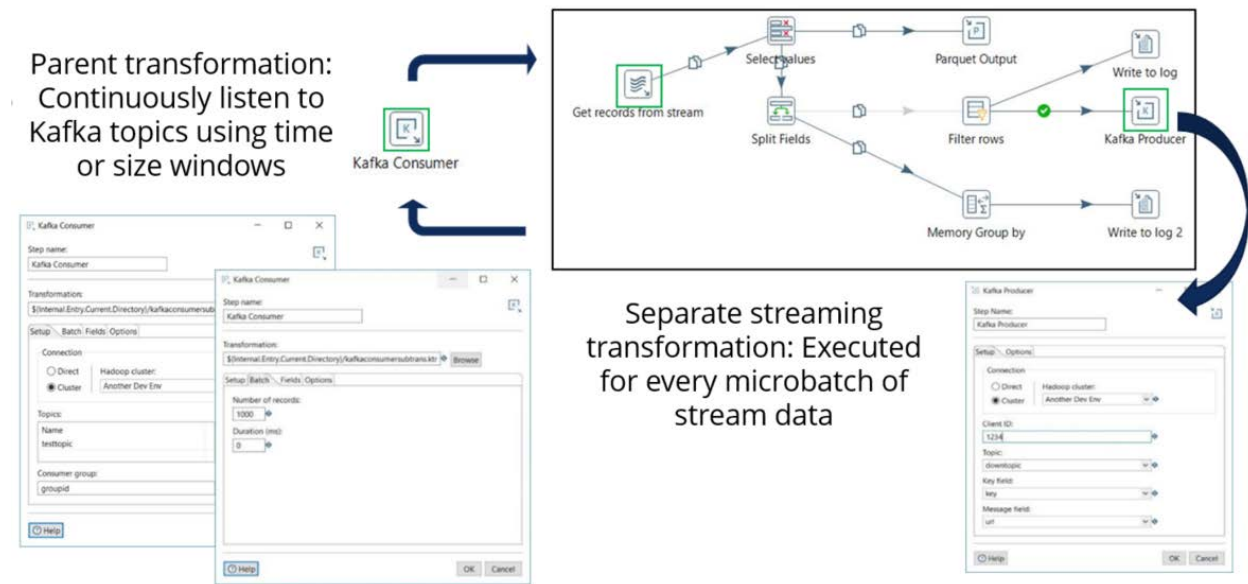 Parent transformation:
Continuously listen to
Kafka topics using time
or size windows
Kafka Consumer
Get records from stream
Select values
Parquet Output
Write to log
Split Fields
Filter rows
Kafka Producer
Memory Group by
Write to log 2
Separate streaming
transformation: Executed
for every microbatch of
stream data
Kafka Consumer
Step name:
Kafka Consumer
Transformation:
${Internal.Entry.Current.Directory}/kafkaconsumersub
Setup Batch Fields Options
Connection
Direct Hadoop cluster:
Cluster Another Dev Env
Topics:
Name
testtopic
Consumer group:
groupid
Help
Kafka Consumer
Step name:
Kafka Consumer
Transformation:
${Internal.Entry.Current.Directory}/kafkaconsumersubtrans.ktr Browse
Setup Batch Fields Options
Number of records:
1000
Duration (ms):
0
Help OK Cancel
Kafka Producer
Step Name:
Kafka Producer
Setup Options
Connection
Direct Hadoop cluster:
Cluster Another Dev Env
Client ID:
1234
Topic:
downtopic
Key field:
key
Message field:
url
Help OK Cancel